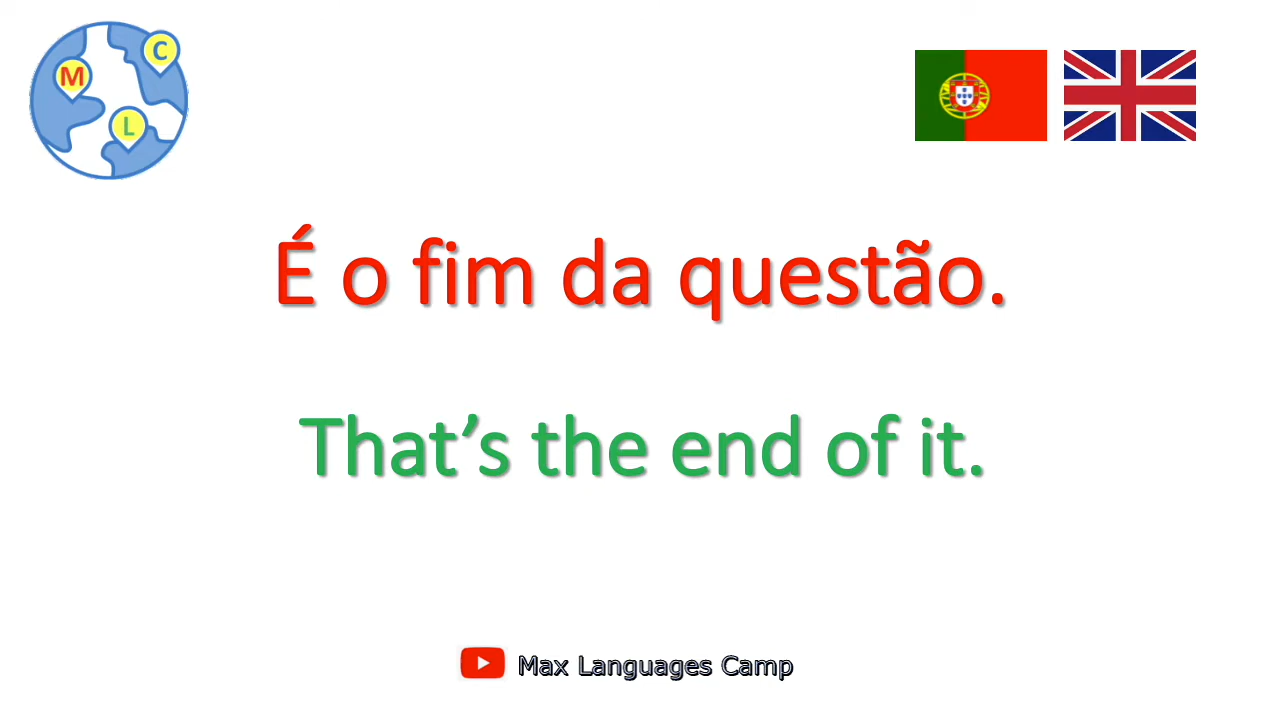 M
C
L
É o fim da questão.
That’s the end of it.
Max Languages Camp